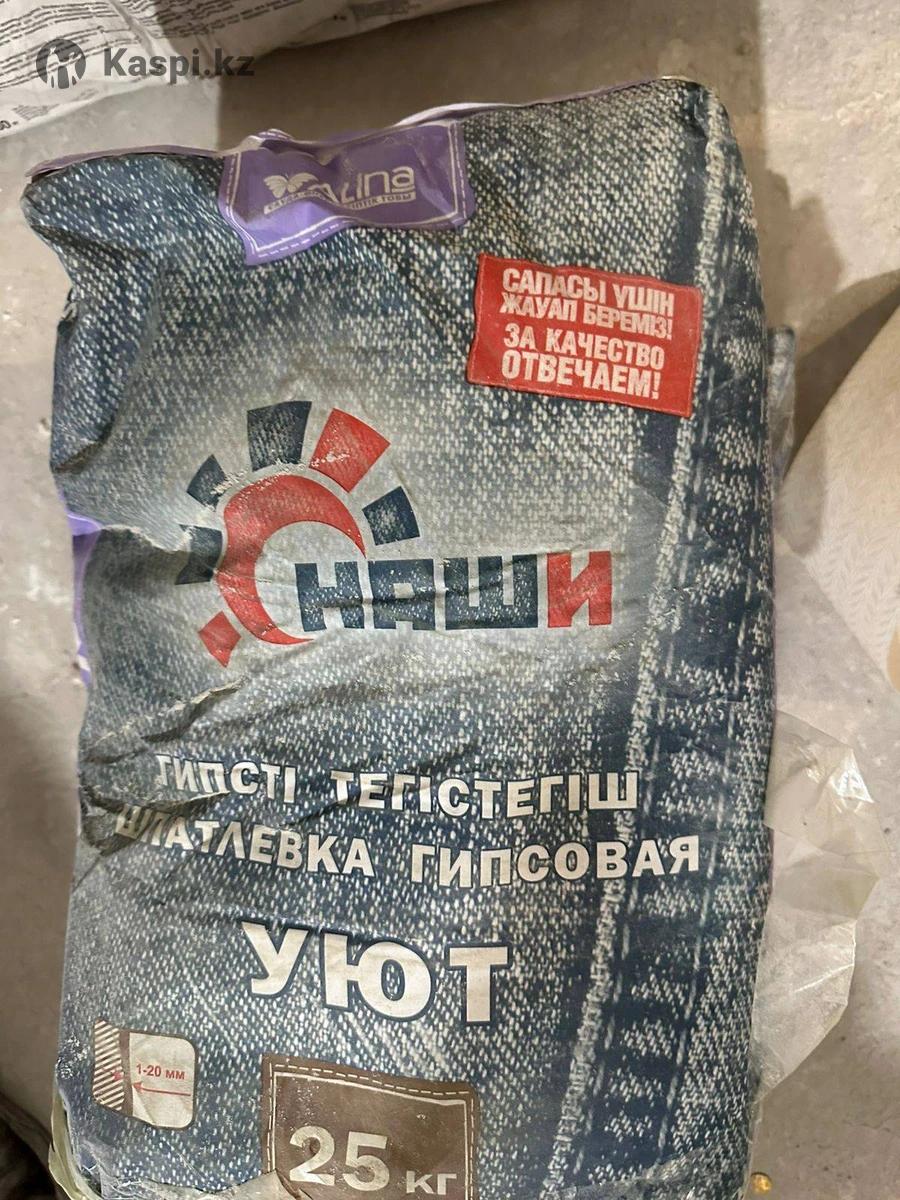 Kaspi.kz
Alina
САПАСЫ ҮШІН
ЖАУАП БЕРЕМІЗ!
ЗА КАЧЕСТВО
ОТВЕЧАЕМ!
НАШИ
ГИПСТІ ТЕГІСТЕГІШ
ШПАТЛЕВКА ГИПСОВАЯ
УЮТ
1-20 мм
25 кг